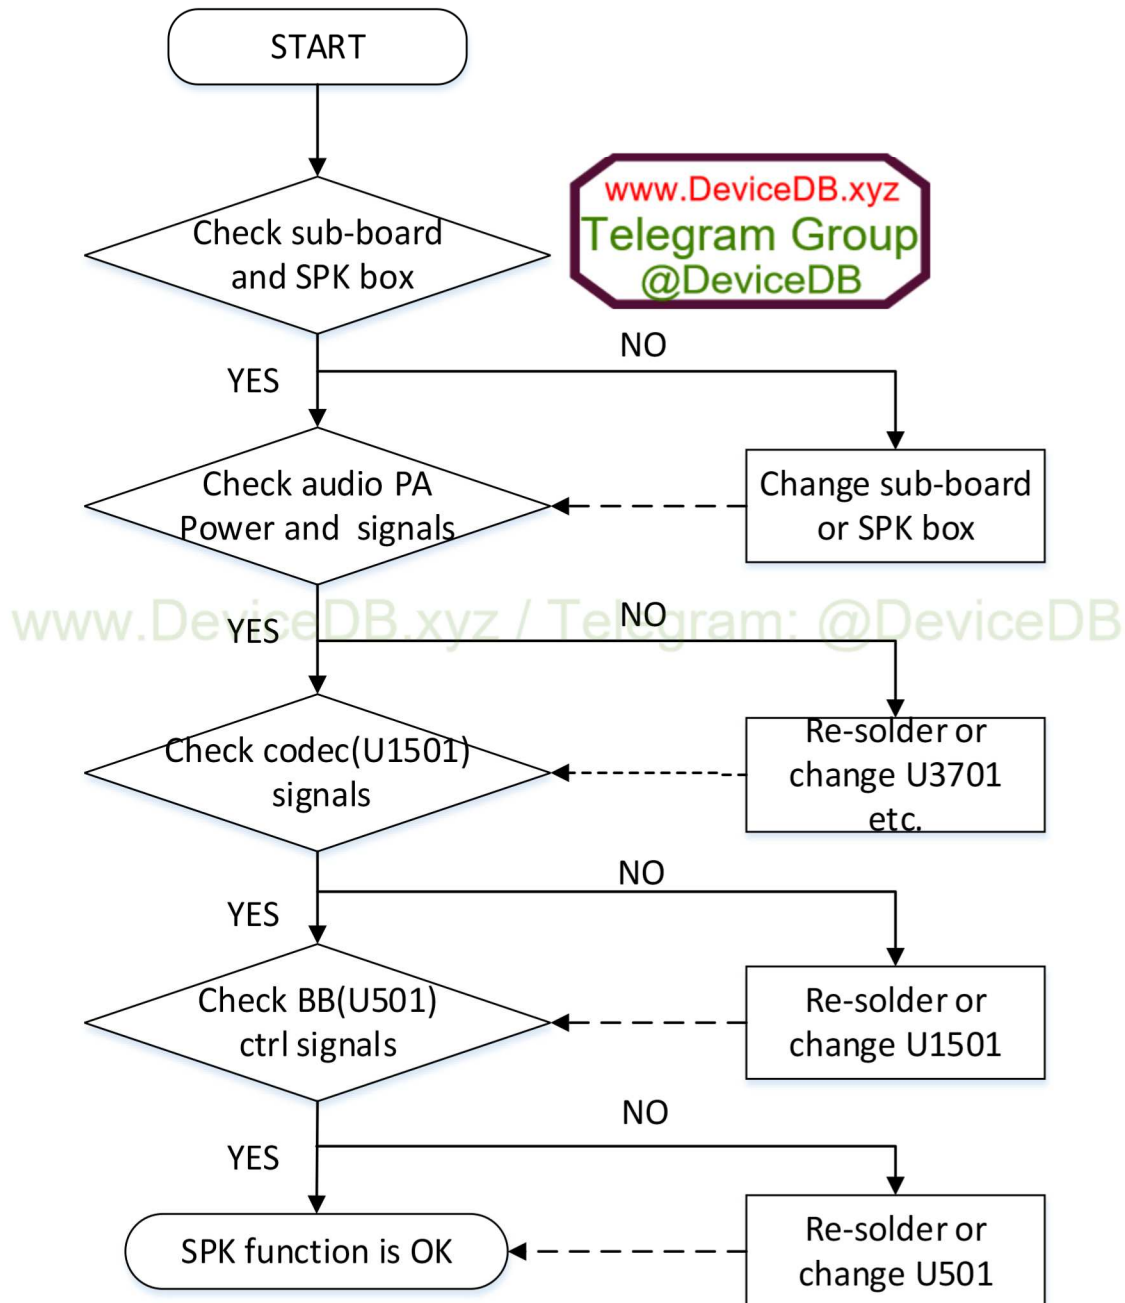 START
Check sub-board
and SPK box
www.DeviceDB.xyz
Telegram Group
@DeviceDB
NO
YES
Check audio PA
Power and signals
Change sub-board
or SPK box
www.DeviceDB.xyz / Telegram: @DeviceDB
NO
YES
Check codec(U1501)
signals
Re-solder or
change U3701
etc.
NO
YES
Check BB(U501)
ctrl signals
Re-solder or
change U1501
NO
YES
SPK function is OK
Re-solder or
change U501